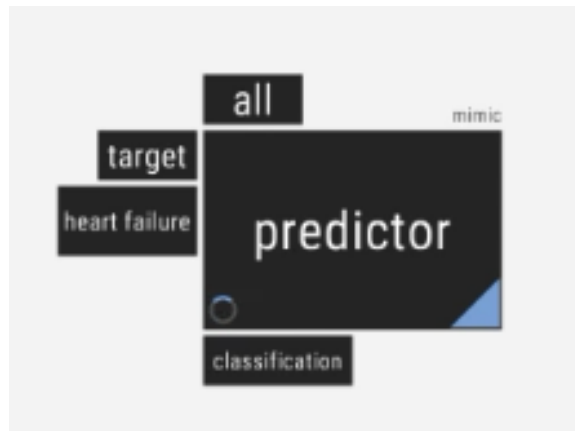 all
mimic
target
heart failure
predictor
classification